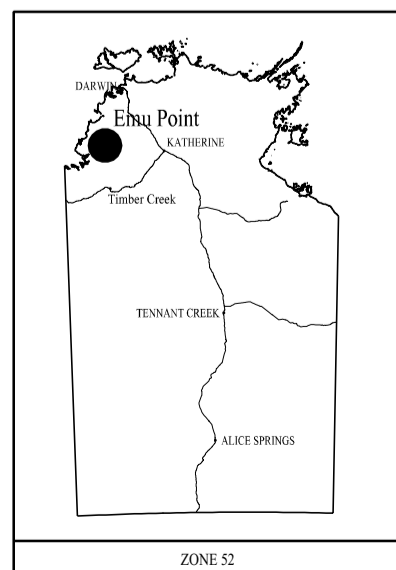 DARWIN
Emu Point
KATHERINE
Timber Creek
TENNANT CREEK
ALICE SPRINGS
ZONE 52